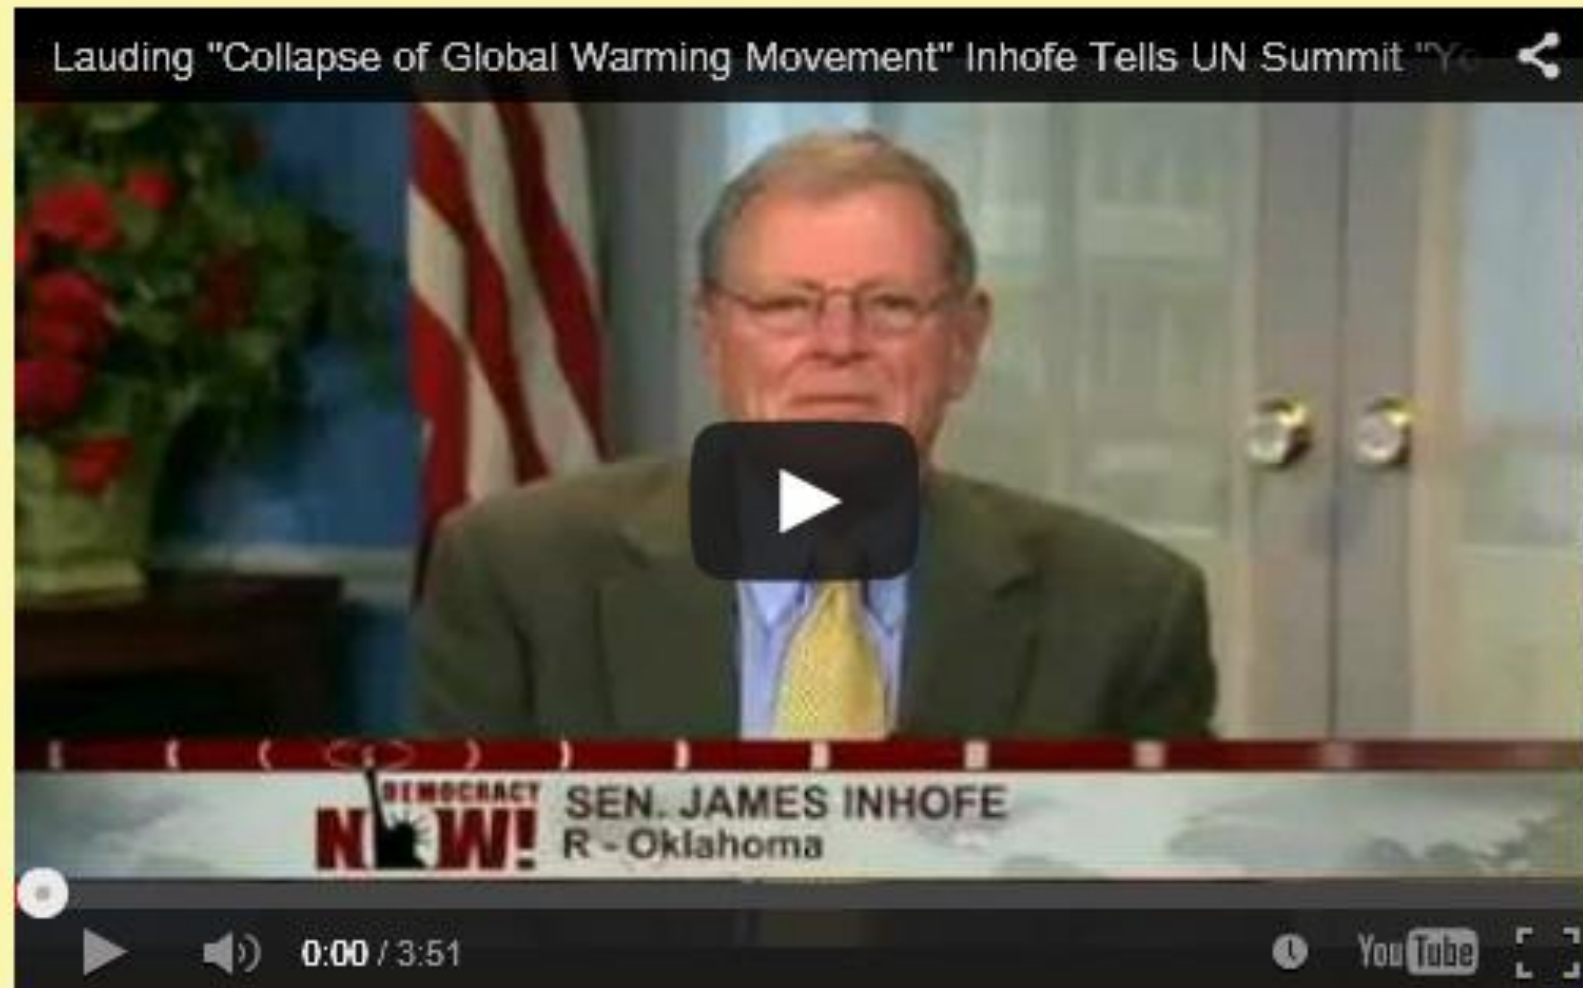 Lauding "Collapse of Global Warming Movement" Inhofe Tells UN Summit "Yo
DEMOCRACY
NOW!
SEN. JAMES INHOFE
R - Oklahoma
0:00 / 3:51
YouTube